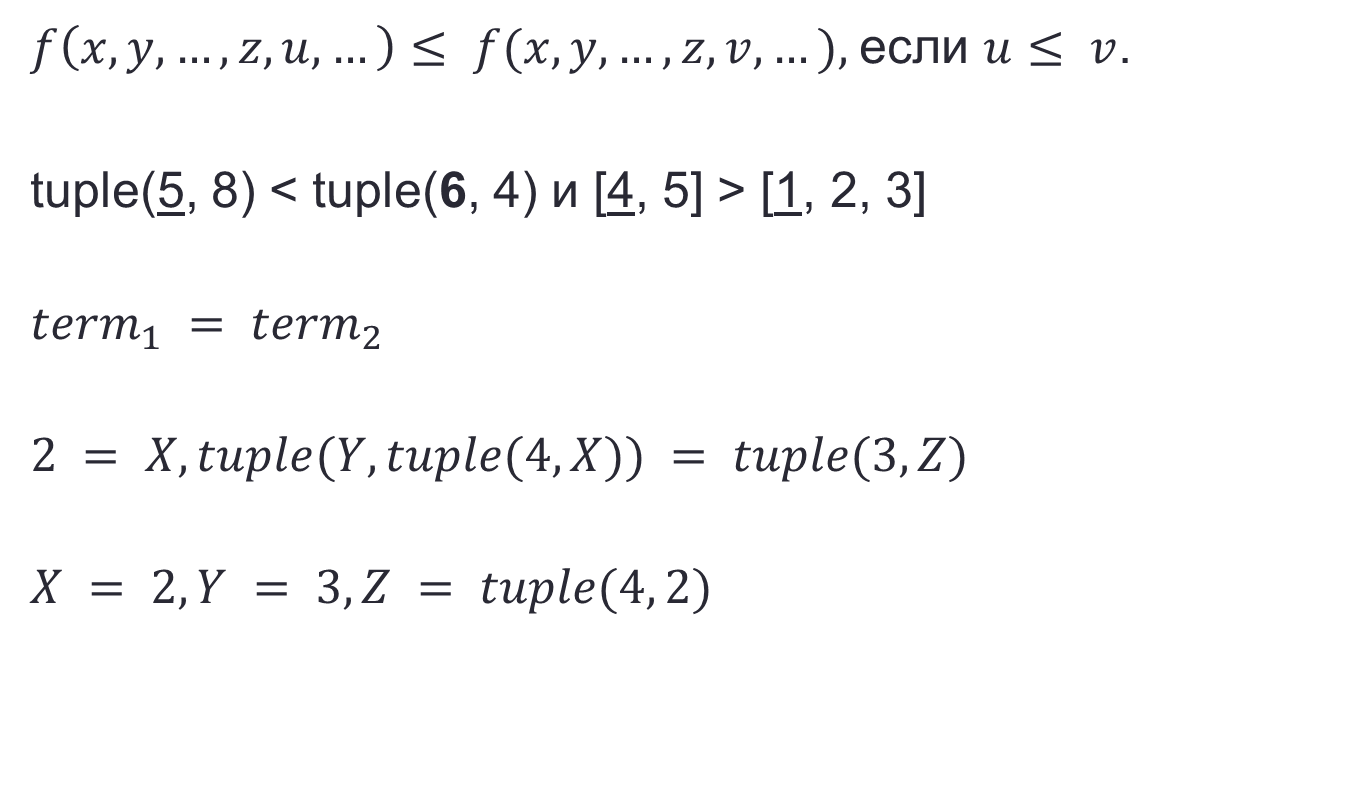 f(x, y, … , z, u, … ) ≤ f(x, y, … , z, v, … ), если u ≤ v.
tuple(5, 8) < tuple(6, 4) и [4, 5] > [1, 2, 3]
term₁ = term₂
2 = X, tuple(Y, tuple(4, X)) = tuple(3, Z)
X = 2, Y = 3, Z = tuple(4, 2)